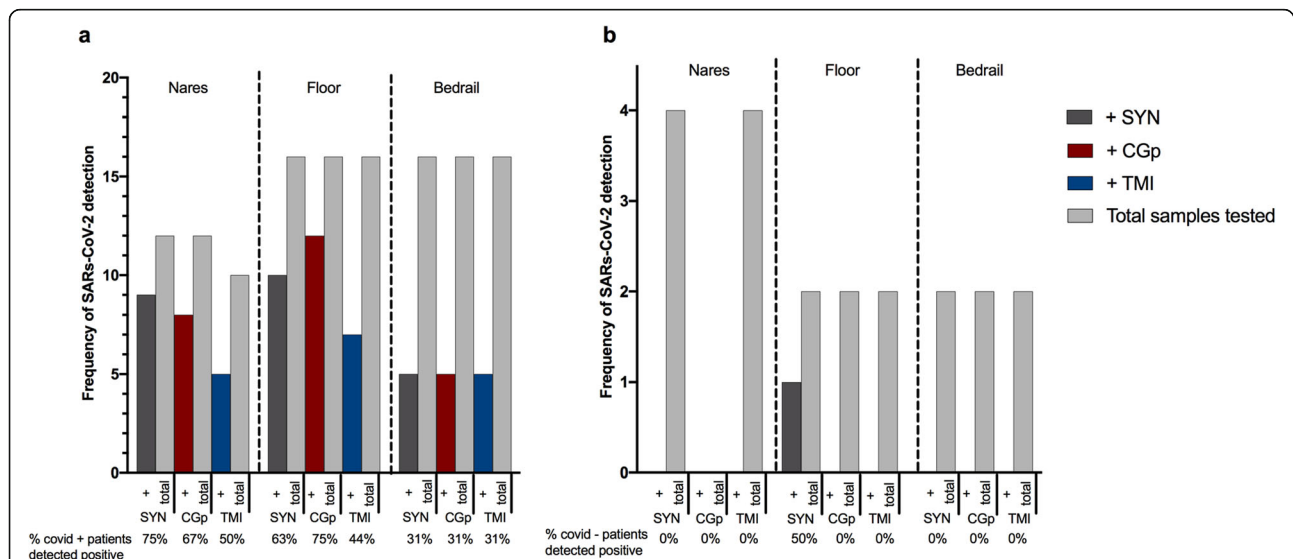 a
Nares Floor Bedrail
20
15
10
5
0
Frequency of SARs-CoV-2 detection
+ total + total + total + total + total + total + total + total + total
SYN CGp TMI SYN CGp TMI SYN CGp TMI
% covid + patients 75% 67% 50% 63% 75% 44% 31% 31% 31%
detected positive
b
Nares Floor Bedrail
4
3
2
1
0
Frequency of SARs-CoV-2 detection
+ total + total + total + total + total + total + total + total + total
SYN CGp TMI SYN CGp TMI SYN CGp TMI
% covid - patients 0% 0% 0% 50% 0% 0% 0% 0% 0%
detected positive
+ SYN
+ CGp
+ TMI
Total samples tested